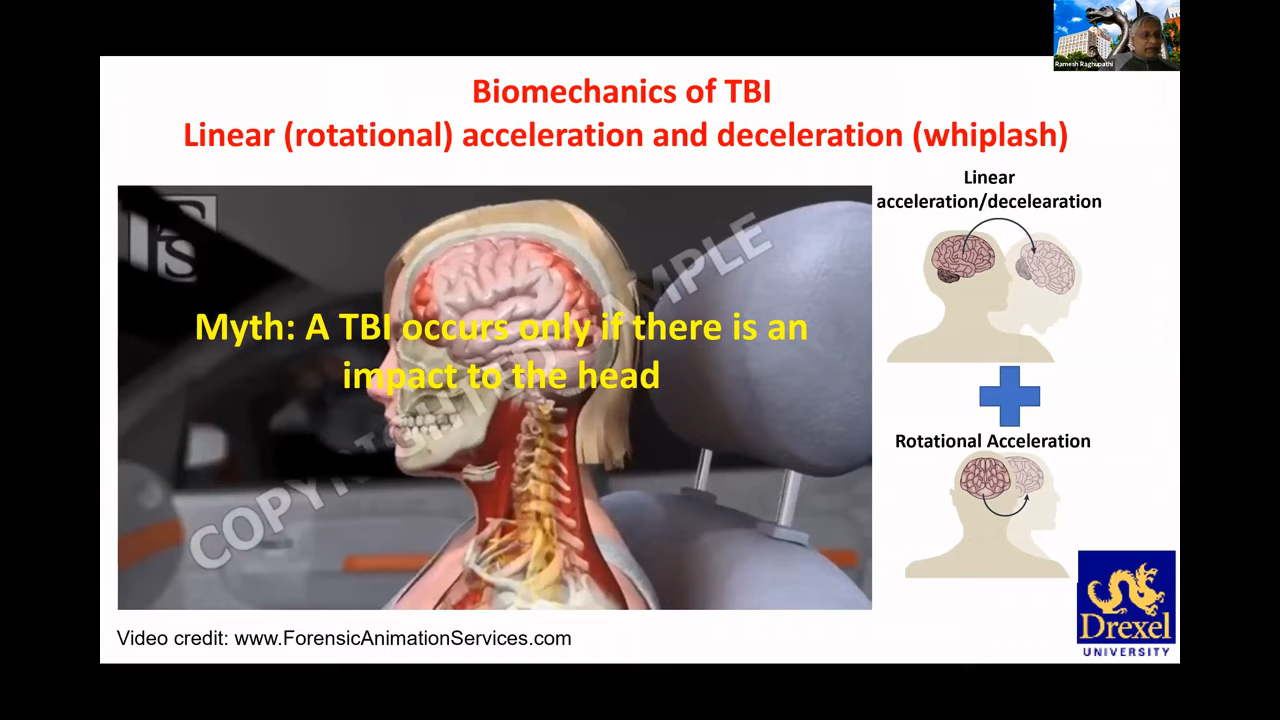 Ramesh Raghupathi
Biomechanics of TBI
Linear (rotational) acceleration and deceleration (whiplash)
Linear
acceleration/decelearation
Myth: A TBI occurs only if there is an
impact to the head
Rotational Acceleration
Video credit: www.ForensicAnimationServices.com
Drexel
UNIVERSITY